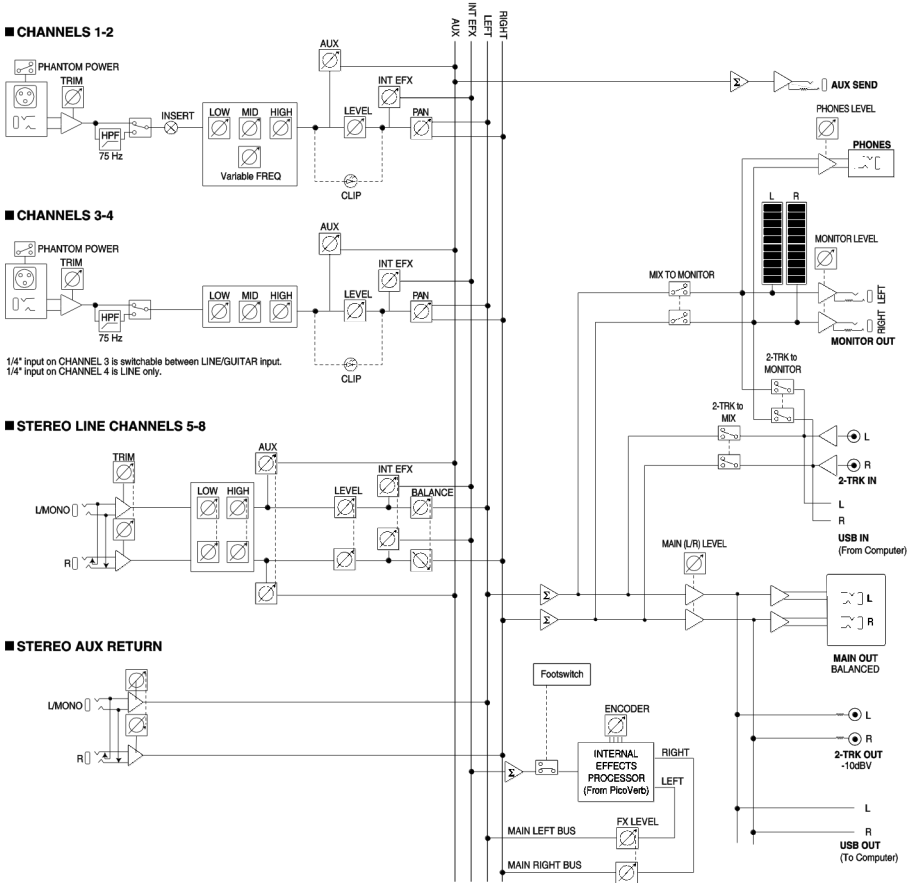 AUX
INT EFX
LEFT
RIGHT
■ CHANNELS 1-2
PHANTOM POWER
TRIM
HPF
75 Hz
INSERT
LOW MID HIGH
Variable FREQ
AUX
INT EFX
LEVEL
PAN
CLIP
■ CHANNELS 3-4
PHANTOM POWER
TRIM
HPF
75 Hz
LOW MID HIGH
AUX
INT EFX
LEVEL
PAN
CLIP
1/4" input on CHANNEL 3 is switchable between LINE/GUITAR input.
1/4" input on CHANNEL 4 is LINE only.
■ STEREO LINE CHANNELS 5-8
TRIM
L/MONO
R
LOW HIGH
AUX
LEVEL
INT EFX
BALANCE
■ STEREO AUX RETURN
L/MONO
R
Σ
AUX SEND
PHONES LEVEL
PHONES
L R
MONITOR LEVEL
MIX TO MONITOR
LEFT
RIGHT
MONITOR OUT
2-TRK to
MONITOR
2-TRK to
MIX
L
R
2-TRK IN
L
R
USB IN
(From Computer)
MAIN (L/R) LEVEL
Σ
Σ
L
R
MAIN OUT
BALANCED
Footswitch
ENCODER
Σ
INTERNAL
EFFECTS
PROCESSOR
(From PicoVerb)
RIGHT
LEFT
FX LEVEL
MAIN LEFT BUS
MAIN RIGHT BUS
L
R
2-TRK OUT
-10dBV
L
R
USB OUT
(To Computer)